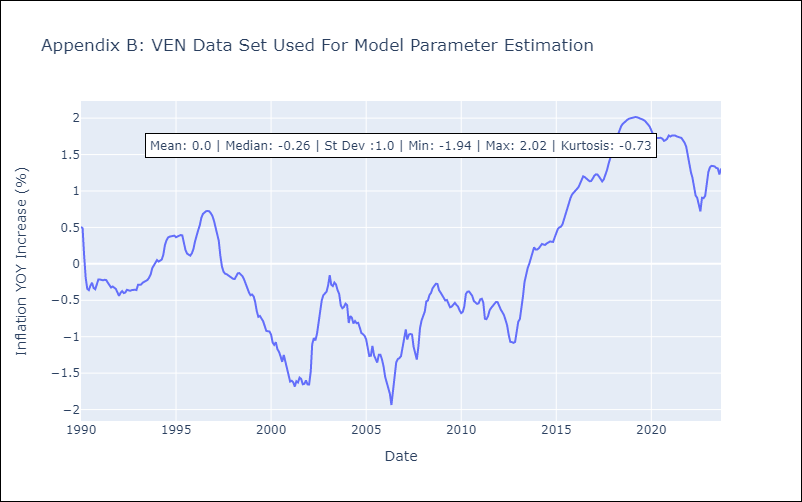 Appendix B: VEN Data Set Used For Model Parameter Estimation
Mean: 0.0 | Median: -0.26 | St Dev :1.0 | Min: -1.94 | Max: 2.02 | Kurtosis: -0.73
Inflation YOY Increase (%)
2
1.5
1
0.5
0
−0.5
−1
−1.5
−2
1990 1995 2000 2005 2010 2015 2020
Date